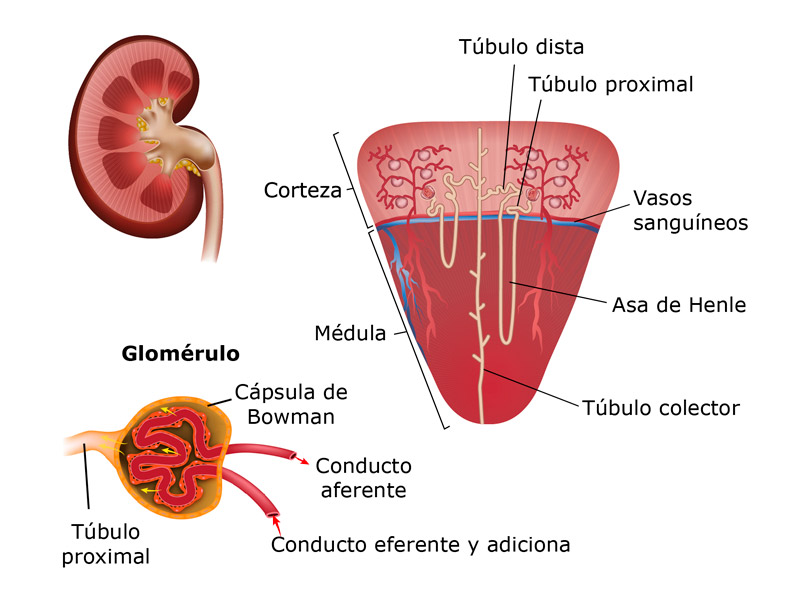 Túbulo dista
Túbulo proximal
Corteza
Vasos
sanguíneos
Asa de Henle
Médula
Glomérulo
Cápsula de
Bowman
Túbulo colector
Conducto
aferente
Túbulo
proximal
Conducto eferente y adiciona